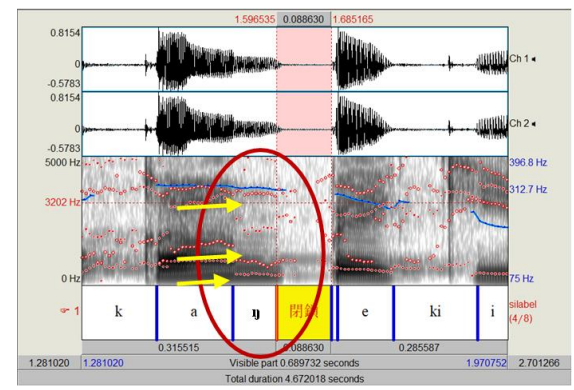 1.596535 0.088630 1.685165
0.8154
0
-0.5783
Ch 1
0.8154
0
-0.5783
Ch 2
5000 Hz 396.8 Hz
3202 Hz 312.7 Hz
0 Hz 75 Hz
1 k a ŋ 閉鎖 e ki i silabel
(4/8)
0.315515 0.088630 0.285587
1.281020 1.281020 Visible part 0.689732 seconds 1.970752 2.701266
Total duration 4.672018 seconds